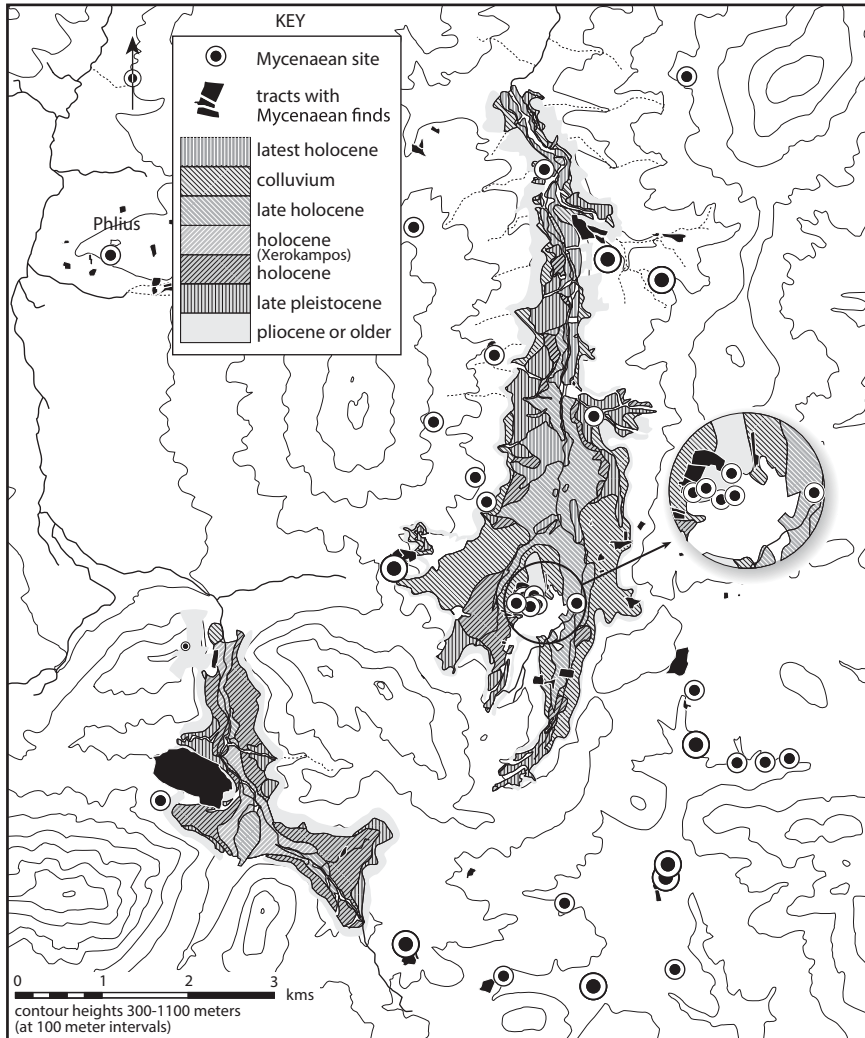 KEY
Mycenaean site
tracts with
Mycenaean finds
latest holocene
colluvium
late holocene
holocene
(Xerokampos)
holocene
late pleistocene
pliocene or older
Phlius
0 1 2 3
kms
contour heights 300-1100 meters
(at 100 meter intervals)